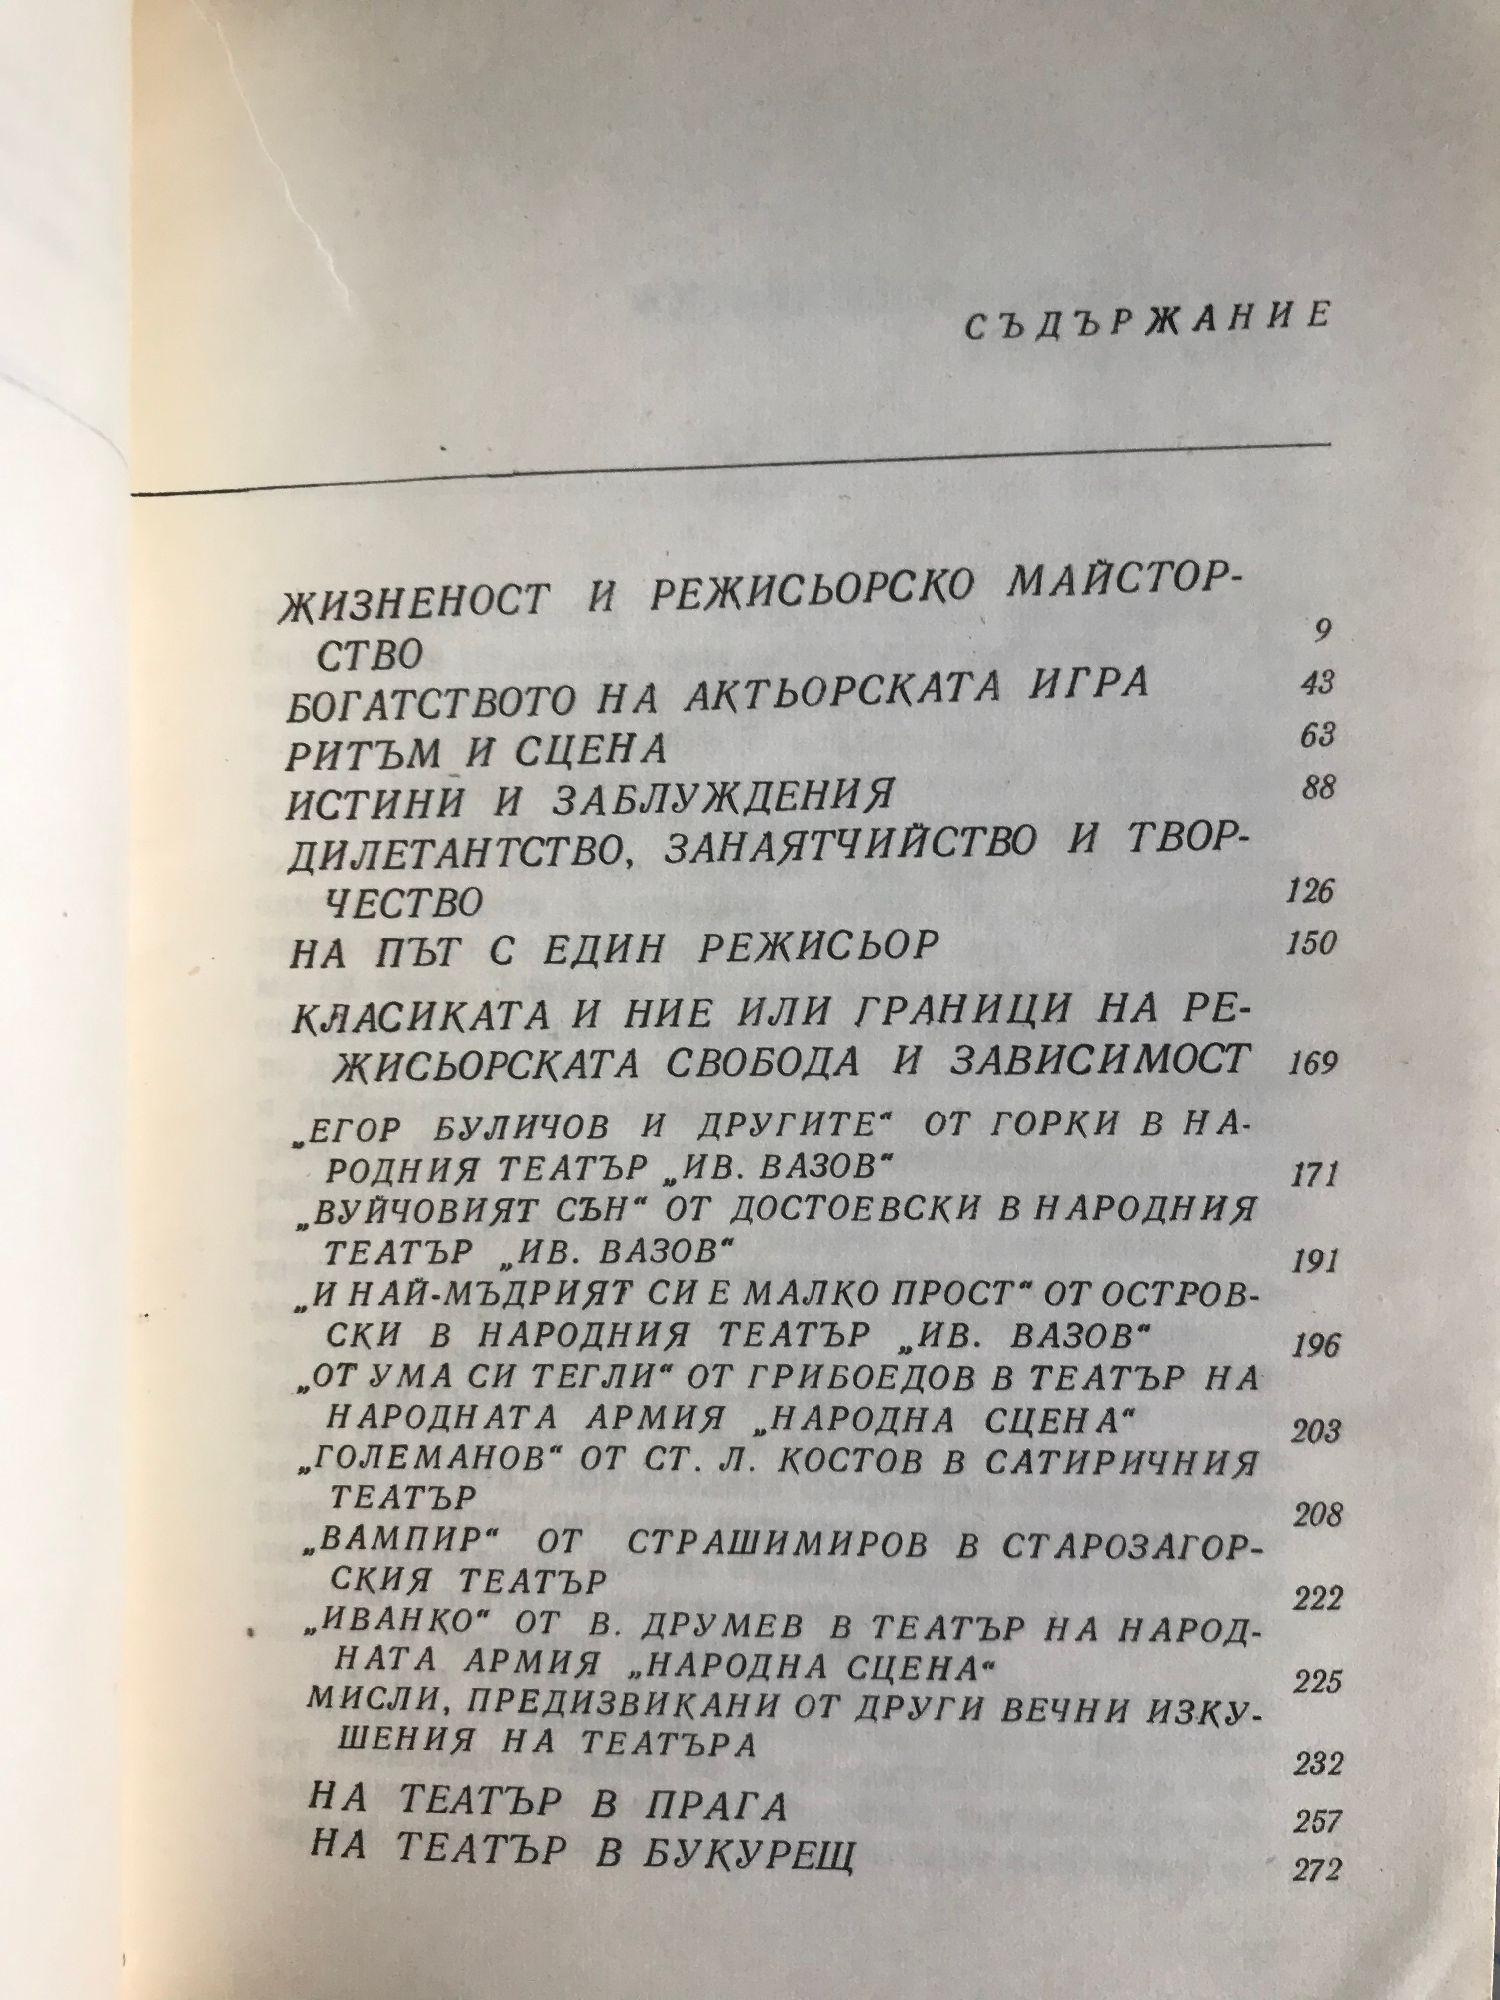 СЪДЪРЖАНИЕ
ЖИЗНЕНОСТ И РЕЖИСЬОРСКО МАЙСТОР-
СТВО 9
БОГАТСТВОТО НА АКТЬОРСКАТА ИГРА 43
РИТЪМ И СЦЕНА 63
ИСТИНИ И ЗАБЛУЖДЕНИЯ 88
ДИЛЕТАНТСТВО, ЗАНАЯТЧИЙСТВО И ТВОР-
ЧЕСТВО 126
НА ПЪТ С ЕДИН РЕЖИСЬОР 150
КЛАСИКАТА И НИЕ ИЛИ ГРАНИЦИ НА РЕ-
ЖИСЬОРСКАТА СВОБОДА И ЗАВИСИМОСТ 169
„ЕГОР БУЛИЧОВ И ДРУГИТЕ“ ОТ ГОРКИ В НА-
РОДНИЯ ТЕАТЪР „ИВ. ВАЗОВ“ 171
„ВУЙЧОВИЯТ СЪН“ ОТ ДОСТОЕВСКИ В НАРОДНИЯ
ТЕАТЪР „ИВ. ВАЗОВ“ 191
„И НАЙ-МЪДРИЯТ СИ Е МАЛКО ПРОСТ“ ОТ ОСТРОВ-
СКИ В НАРОДНИЯ ТЕАТЪР „ИВ. ВАЗОВ“ 196
„ОТ УМА СИ ТЕГЛИ“ ОТ ГРИБОЕДОВ В ТЕАТЪР НА
НАРОДНАТА АРМИЯ „НАРОДНА СЦЕНА“ 203
„ГОЛЕМАНОВ“ ОТ СТ. Л. КОСТОВ В САТИРИЧНИЯ
ТЕАТЪР 208
„ВАМПИР“ ОТ СТРАШИМИРОВ В СТАРОЗАГОР-
СКИЯ ТЕАТЪР 222
„ИВАНКО“ ОТ В. ДРУМЕВ В ТЕАТЪР НА НАРОД-
НАТА АРМИЯ „НАРОДНА СЦЕНА“ 225
МИСЛИ, ПРЕДИЗВИКАНИ ОТ ДРУГИ ВЕЧНИ ИЗКУ-
ШЕНИЯ НА ТЕАТЪРА 232
НА ТЕАТЪР В ПРАГА 257
НА ТЕАТЪР В БУКУРЕЩ 272